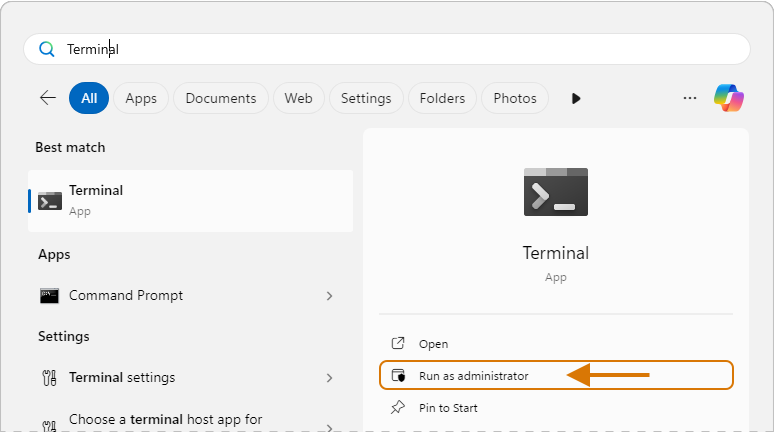 Terminal
All
Apps
Documents
Web
Settings
Folders
Photos
Best match
Terminal
App
Apps
Command Prompt
Settings
Terminal settings
Choose a terminal host app for
Terminal
App
Open
Run as administrator
Pin to Start